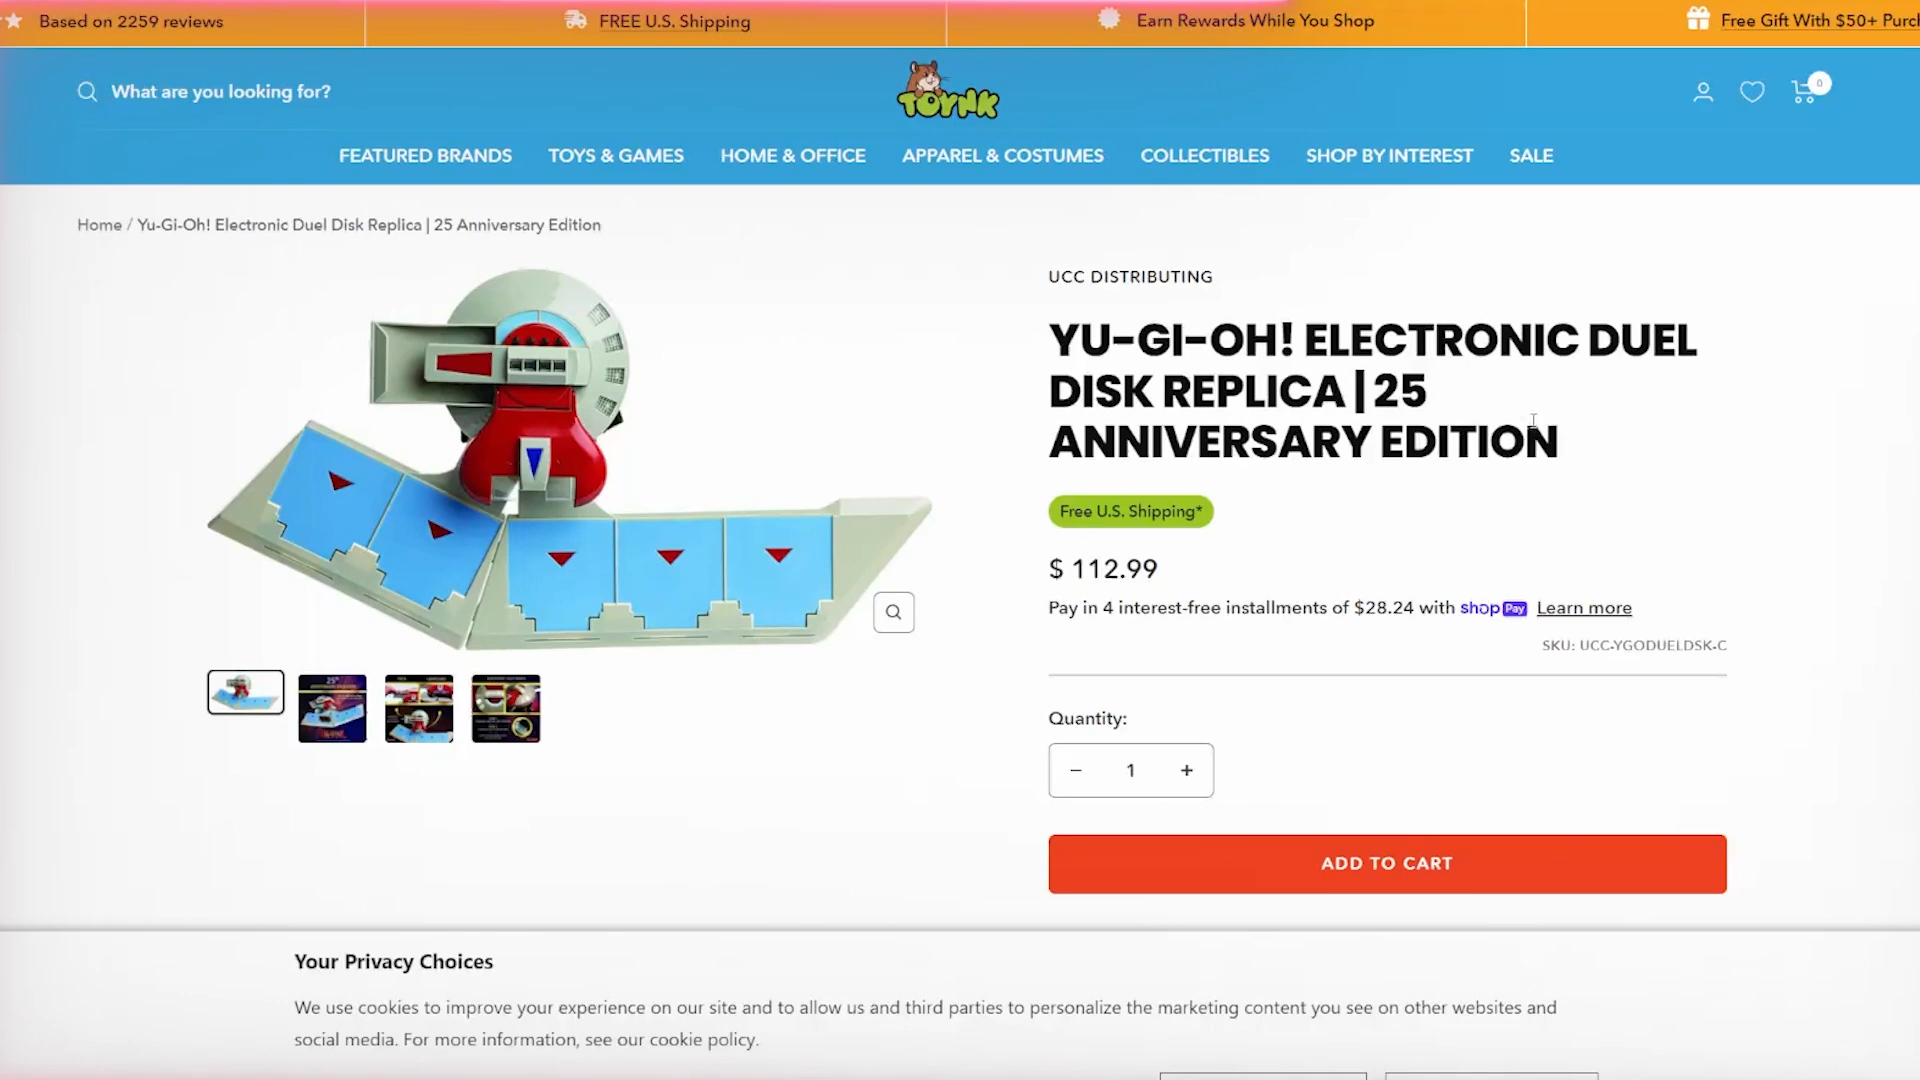 Based on 2259 reviews
FREE U.S. Shipping
Earn Rewards While You Shop
Free Gift With $50+ Purch
What are you looking for?
TOYNK
0
FEATURED BRANDS
TOYS & GAMES
HOME & OFFICE
APPAREL & COSTUMES
COLLECTIBLES
SHOP BY INTEREST
SALE
Home / Yu-Gi-Oh! Electronic Duel Disk Replica | 25 Anniversary Edition
UCC DISTRIBUTING
YU-GI-OH! ELECTRONIC DUEL
DISK REPLICA | 25
ANNIVERSARY EDITION
Free U.S. Shipping*
$ 112.99
Pay in 4 interest-free installments of $28.24 with shop Pay Learn more
SKU: UCC-YGODUELDSK-C
Quantity:
− 1 +
ADD TO CART
Your Privacy Choices
We use cookies to improve your experience on our site and to allow us and third parties to personalize the marketing content you see on other websites and
social media. For more information, see our cookie policy.